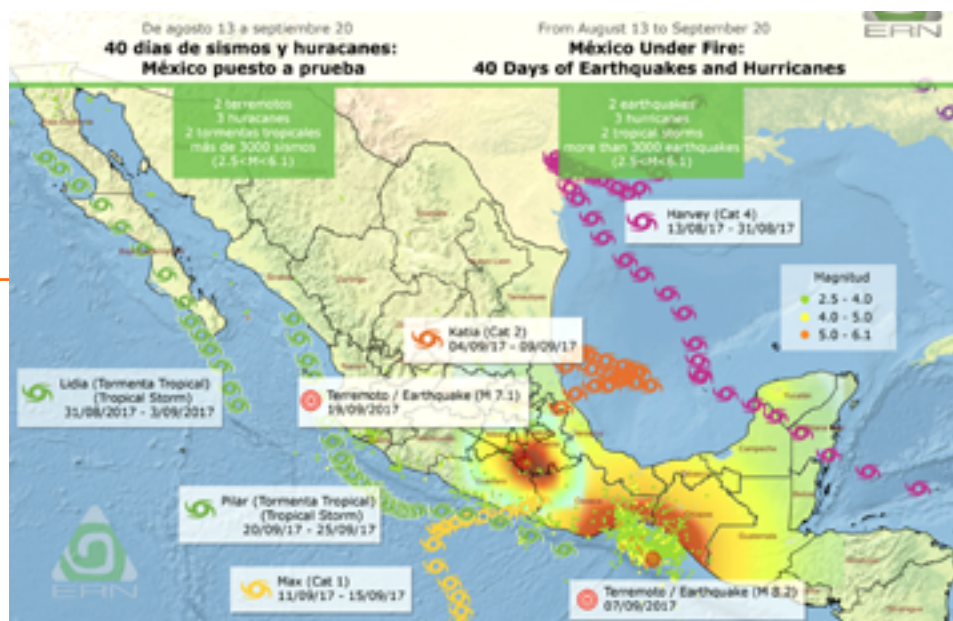 ERN
De agosto 13 a septiembre 20
40 días de sismos y huracanes:
México puesto a prueba
From August 13 to September 20
México Under Fire:
40 Days of Earthquakes and Hurricanes
2 terremotos
3 huracanes
2 tormentas tropicales
más de 3000 sismos
(2.5<M<6.1)
2 earthquakes
3 hurricanes
2 tropical storms
more than 3000 earthquakes
(2.5<M<6.1)
Harvey (Cat 4)
13/08/17 - 31/08/17
Magnitud
2.5 - 4.0
4.0 - 5.0
5.0 - 6.1
Katia (Cat 2)
04/09/17 - 09/09/17
Lidia (Tormenta Tropical)
(Tropical Storm)
31/08/2017 - 3/09/2017
Terremoto / Earthquake (M 7.1)
19/09/2017
Yucatán
Campeche
Oaxaca
Chiapas
Guatemala
Pilar (Tormenta Tropical)
(Tropical Storm)
20/09/17 - 25/09/17
Max (Cat 1)
11/09/17 - 15/09/17
Terremoto / Earthquake (M 8.2)
07/09/2017
Nicaragua
ERN